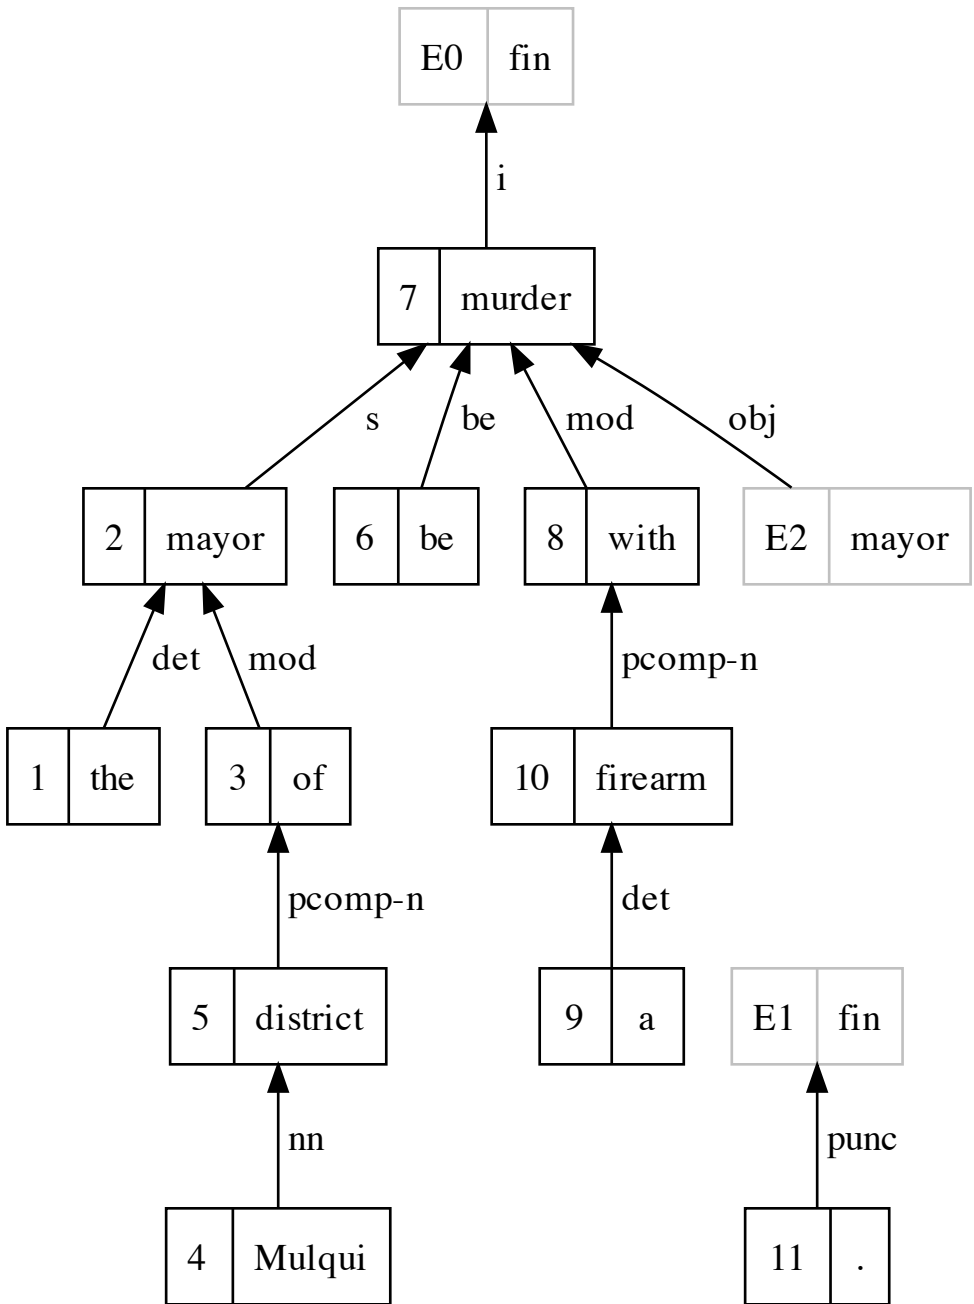 E0 fin
i
7 murder
s be mod obj
2 mayor 6 be 8 with E2 mayor
det mod pcomp-n
1 the 3 of 10 firearm
pcomp-n det
5 district 9 a E1 fin
nn punc
4 Mulqui 11 .